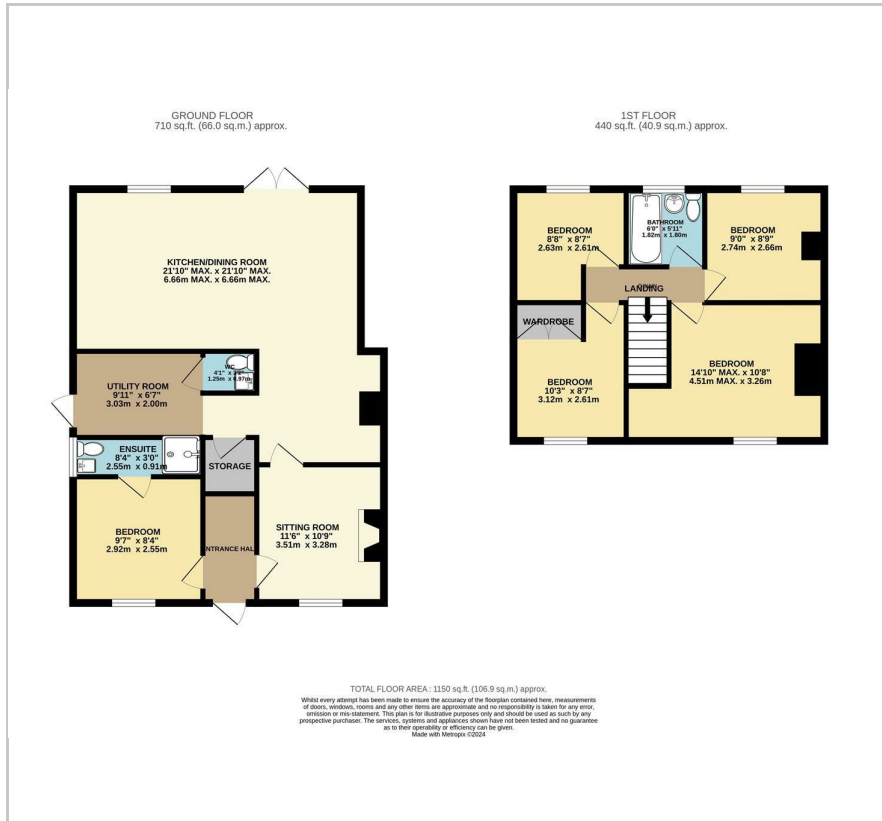 GROUND FLOOR
710 sq.ft. (66.0 sq.m.) approx.
KITCHEN/DINING ROOM
21'10" MAX. x 21'10" MAX.
6.66m MAX. x 6.66m MAX.
WC
4'1" x 3'2"
1.25m x 0.97m
UTILITY ROOM
9'11" x 6'7"
3.03m x 2.00m
ENSUITE
8'4" x 3'0"
2.55m x 0.91m
STORAGE
BEDROOM
9'7" x 8'4"
2.92m x 2.55m
NTRANCE HAL
SITTING ROOM
11'6" x 10'9"
3.51m x 3.28m
1ST FLOOR
440 sq.ft. (40.9 sq.m.) approx.
BEDROOM
8'8" x 8'7"
2.63m x 2.61m
BATHROOM
6'0" x 5'11"
1.82m x 1.80m
BEDROOM
9'0" x 8'9"
2.74m x 2.66m
LANDING
WARDROBE
BEDROOM
10'3" x 8'7"
3.12m x 2.61m
BEDROOM
14'10" MAX. x 10'8"
4.51m MAX. x 3.26m
TOTAL FLOOR AREA : 1150 sq.ft. (106.9 sq.m.) approx.
Whilst every attempt has been made to ensure the accuracy of the floorplan contained here, measurements
of doors, windows, rooms and any other items are approximate and no responsibility is taken for any error,
omission or mis-statement. This plan is for illustrative purposes only and should be used as such by any
prospective purchaser. The services, systems and appliances shown have not been tested and no guarantee
as to their operability or efficiency can be given.
Made with Metropix ©2024